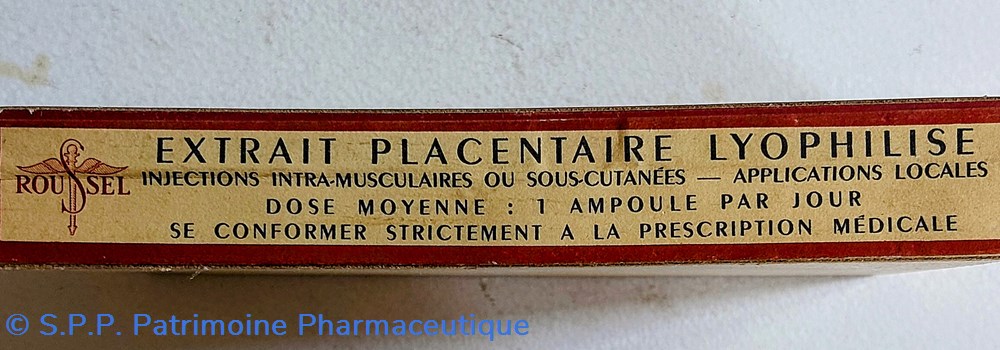 EXTRAIT PLACENTAIRE LYOPHILISE
ROUSSEL
INJECTIONS INTRA-MUSCULAIRES OU SOUS-CUTANÉES — APPLICATIONS LOCALES
DOSE MOYENNE : 1 AMPOULE PAR JOUR
SE CONFORMER STRICTEMENT A LA PRESCRIPTION MÉDICALE
© S.P.P. Patrimoine Pharmaceutique